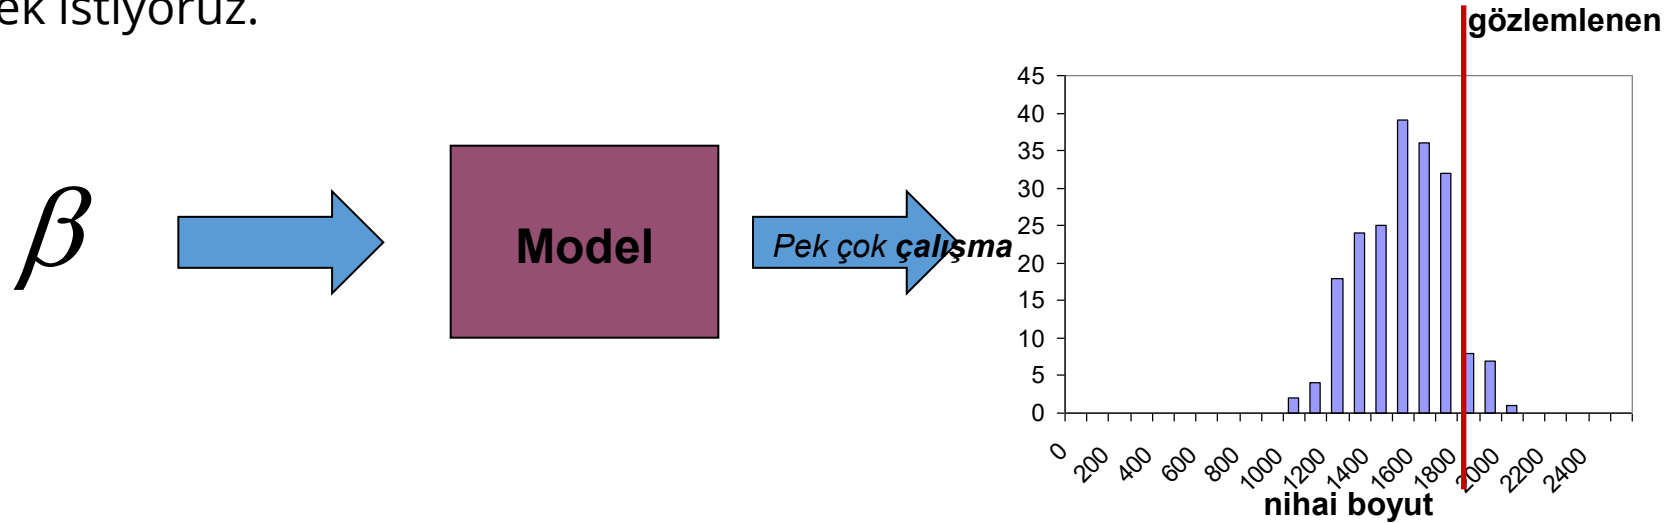 ek istiyoruz.
gözlemlenen
β
Model
Pek çok çalışma
45
40
35
30
25
20
15
10
5
0
0 200 400 600 800 1000 1200 1400 1600 1800 2000 2200 2400
nihai boyut